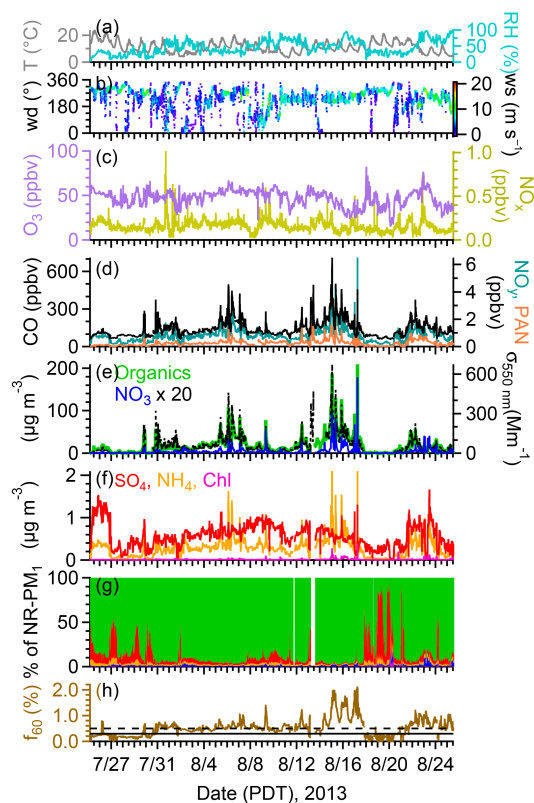 (a)
T (°C)
20
0
100
50
0
RH (%)
(b)
wd (°)
360
180
0
20
10
0
ws (m s⁻¹)
(c)
O₃ (ppbv)
100
50
0
1.0
0.5
0.0
NOₓ (ppbv)
(d)
CO (ppbv)
600
300
0
6
4
2
0
NOy, PAN (ppbv)
(e)
Organics
NO₃ x 20
(µg m⁻³)
200
100
0
600
300
0
σ550 nm (Mm⁻¹)
(f)
SO₄, NH₄, Chl
(µg m⁻³)
2
1
0
(g)
% of NR-PM₁
100
50
0
(h)
f₆₀ (%)
2.0
1.0
0.0
7/27 7/31 8/4 8/8 8/12 8/16 8/20 8/24
Date (PDT), 2013